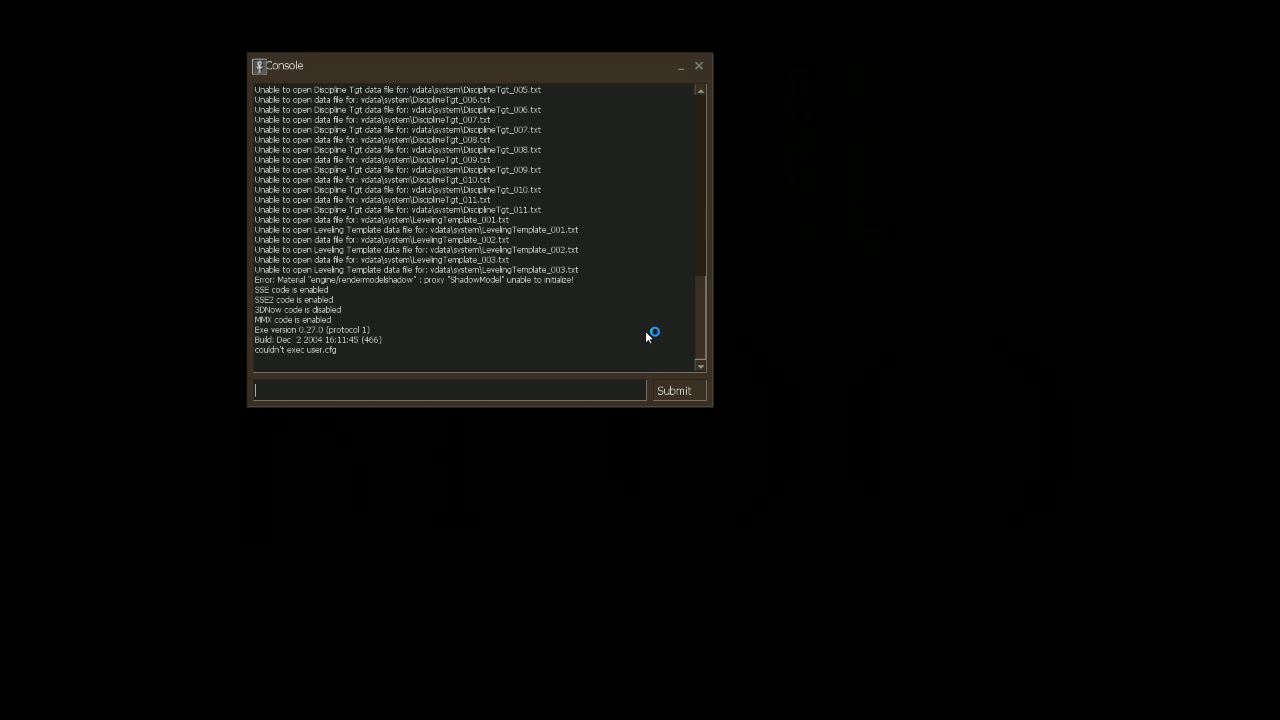 Console
Unable to open Discipline Tgt data file for: vdata\system\DisciplineTgt_005.txt
Unable to open data file for: vdata\system\DisciplineTgt_006.txt
Unable to open Discipline Tgt data file for: vdata\system\DisciplineTgt_006.txt
Unable to open data file for: vdata\system\DisciplineTgt_007.txt
Unable to open Discipline Tgt data file for: vdata\system\DisciplineTgt_007.txt
Unable to open data file for: vdata\system\DisciplineTgt_008.txt
Unable to open Discipline Tgt data file for: vdata\system\DisciplineTgt_008.txt
Unable to open data file for: vdata\system\DisciplineTgt_009.txt
Unable to open Discipline Tgt data file for: vdata\system\DisciplineTgt_009.txt
Unable to open data file for: vdata\system\DisciplineTgt_010.txt
Unable to open Discipline Tgt data file for: vdata\system\DisciplineTgt_010.txt
Unable to open data file for: vdata\system\DisciplineTgt_011.txt
Unable to open Discipline Tgt data file for: vdata\system\DisciplineTgt_011.txt
Unable to open data file for: vdata\system\LevelingTemplate_001.txt
Unable to open Leveling Template data file for: vdata\system\LevelingTemplate_001.txt
Unable to open data file for: vdata\system\LevelingTemplate_002.txt
Unable to open Leveling Template data file for: vdata\system\LevelingTemplate_002.txt
Unable to open data file for: vdata\system\LevelingTemplate_003.txt
Unable to open Leveling Template data file for: vdata\system\LevelingTemplate_003.txt
Error: Material "engine/rendermodelshadow" : proxy "ShadowModel" unable to initialize!
SSE code is enabled
SSE2 code is enabled
3DNow code is disabled
MMX code is enabled
Exe version 0.27.0 (protocol 1)
Build: Dec  2 2004 16:11:45 (466)
couldn't exec user.cfg
Submit